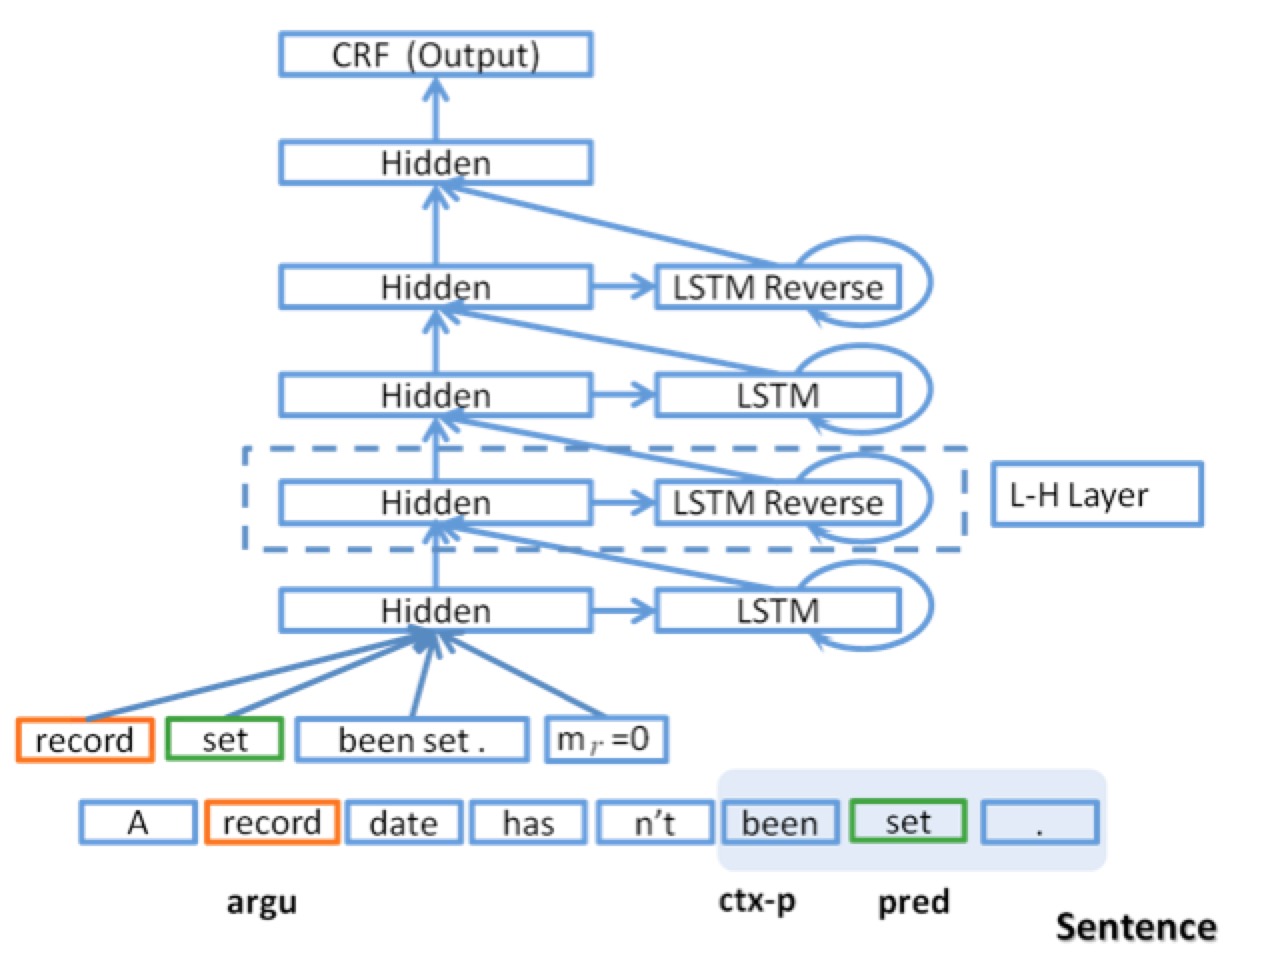 CRF (Output)
Hidden
Hidden
LSTM Reverse
Hidden
LSTM
Hidden
LSTM Reverse
L-H Layer
Hidden
LSTM
record
set
been set .
m r =0
A record date has n't been set .
argu
ctx-p
pred
Sentence